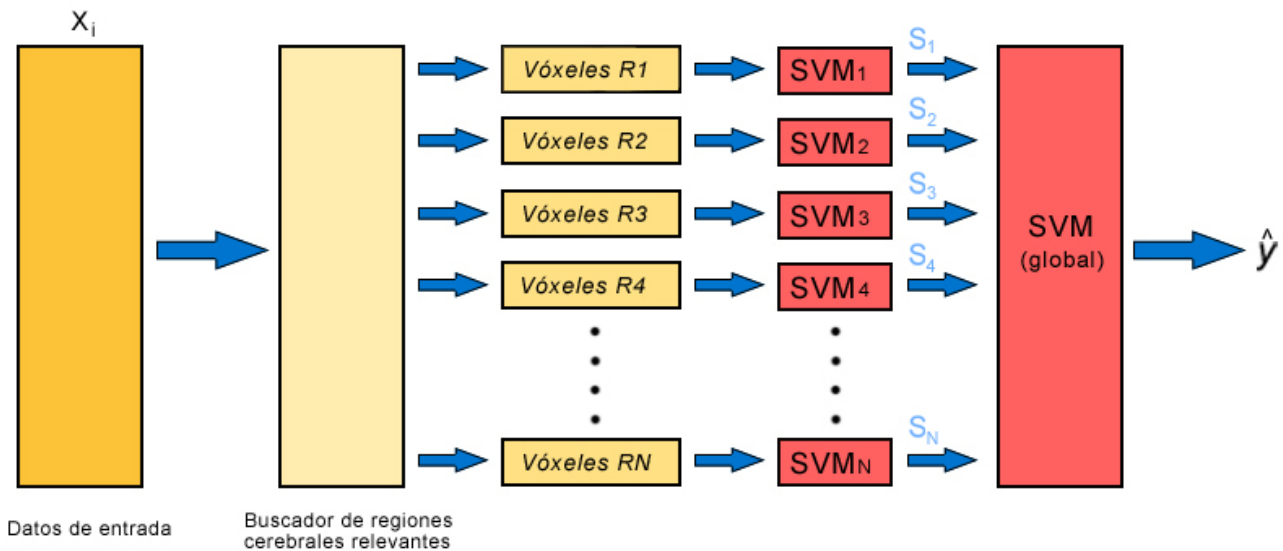 X i
Vóxeles R1
SVM1
S1
Vóxeles R2
SVM2
S2
Vóxeles R3
SVM3
S3
Vóxeles R4
SVM4
S4
Vóxeles RN
SVMN
SN
SVM
(global)
ŷ
Datos de entrada
Buscador de regiones
cerebrales relevantes